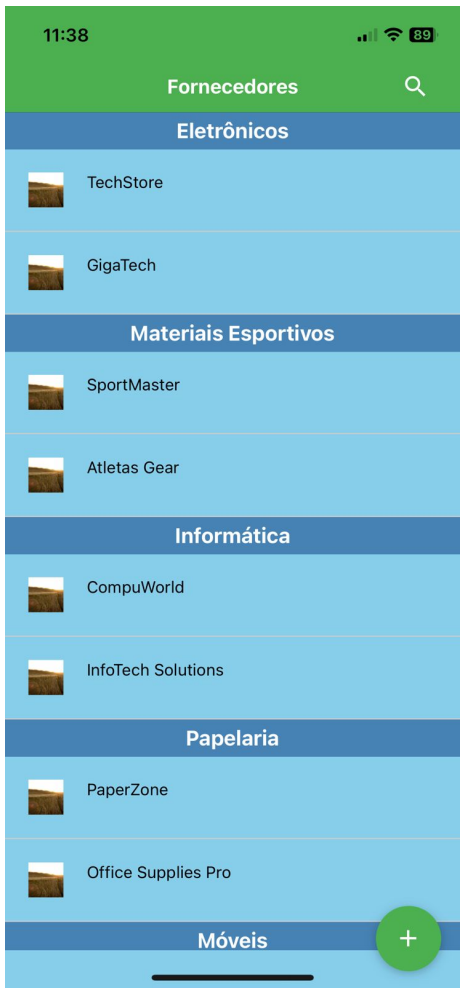 11:38
89
Fornecedores
Eletrônicos
TechStore
GigaTech
Materiais Esportivos
SportMaster
Atletas Gear
Informática
CompuWorld
InfoTech Solutions
Papelaria
PaperZone
Office Supplies Pro
Móveis
+